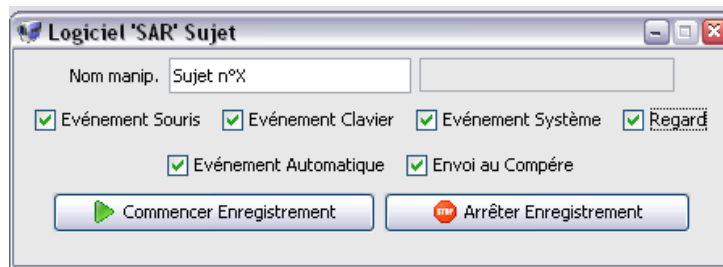 Logiciel 'SAR' Sujet
Nom manip. Sujet n°X
Evénement Souris Evénement Clavier Evénement Système Regard
Evénement Automatique Envoi au Compére
Commencer Enregistrement STOP Arrêter Enregistrement